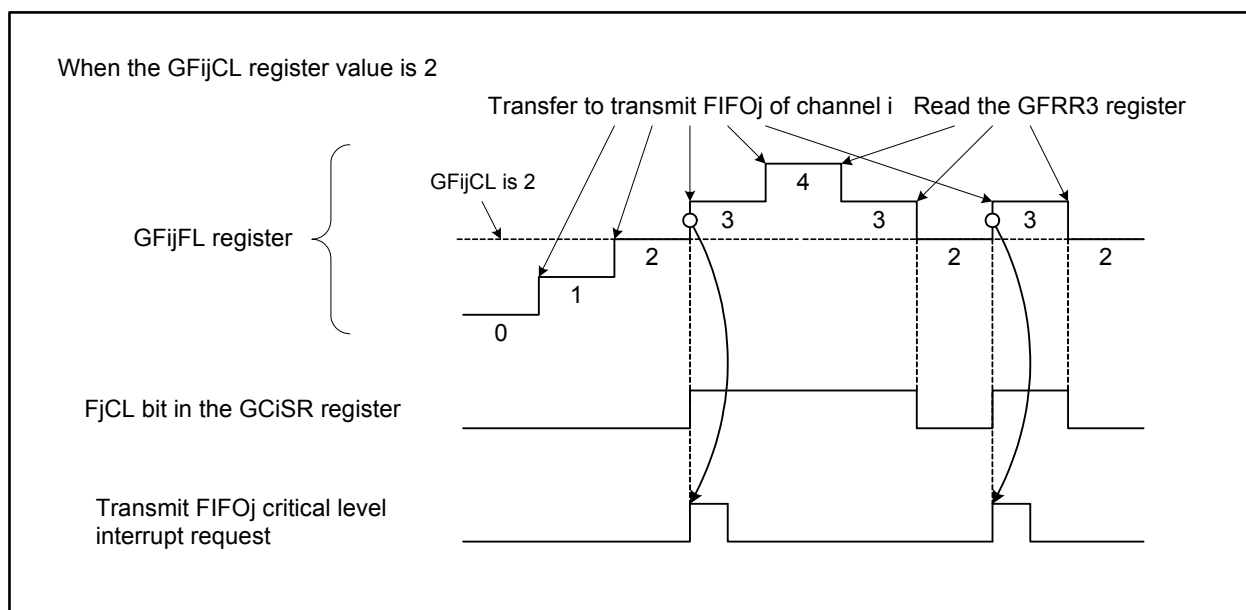 When the GFijCL register value is 2
Transfer to transmit FIFOj of channel i
Read the GFRR3 register
GFijCL is 2
GFijFL register
0
1
2
3
4
3
2
3
2
FjCL bit in the GCiSR register
Transmit FIFOj critical level
interrupt request